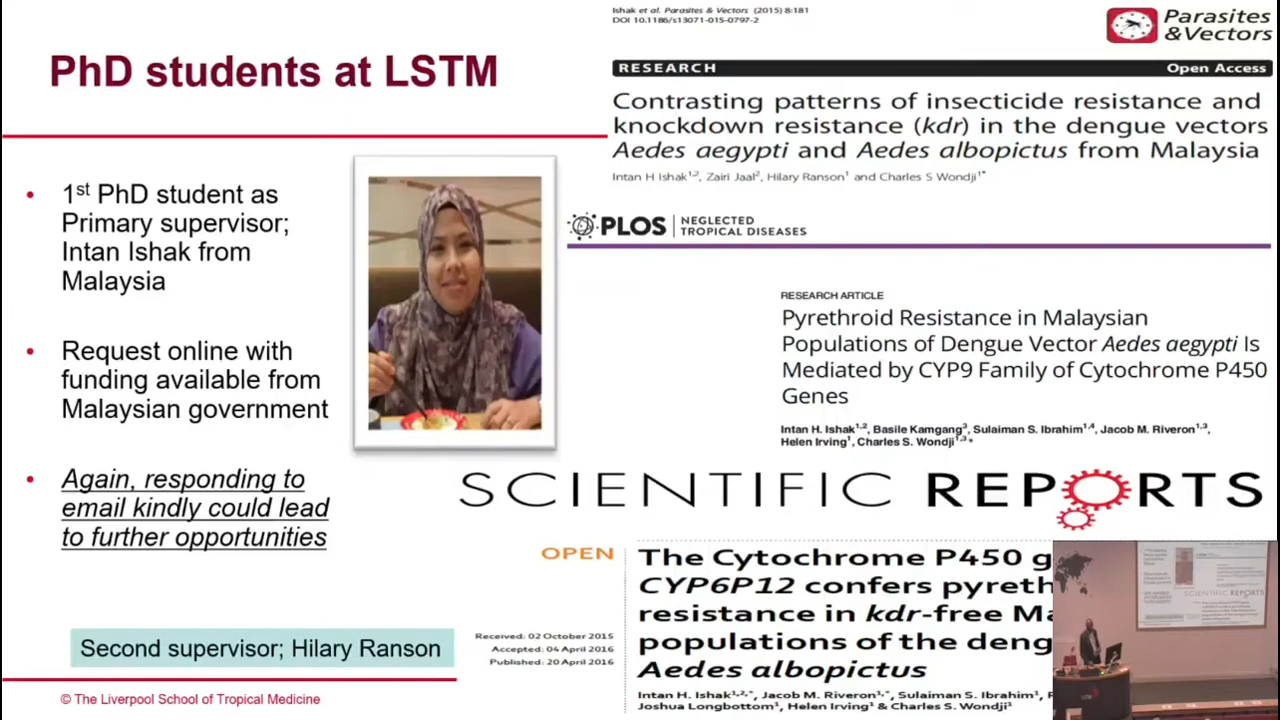 PhD students at LSTM
• 1st PhD student as
Primary supervisor;
Intan Ishak from
Malaysia
• Request online with
funding available from
Malaysian government
• Again, responding to
email kindly could lead
to further opportunities
Second supervisor; Hilary Ranson
© The Liverpool School of Tropical Medicine
Ishak et al. Parasites & Vectors (2015) 8:181
DOI 10.1186/s13071-015-0797-2
Parasites
&Vectors
RESEARCH Open Access
Contrasting patterns of insecticide resistance and
knockdown resistance (kdr) in the dengue vectors
Aedes aegypti and Aedes albopictus from Malaysia
Intan H Ishak1,2, Zairi Jaal2, Hilary Ranson1 and Charles S Wondji1*
PLOS NEGLECTED
TROPICAL DISEASES
RESEARCH ARTICLE
Pyrethroid Resistance in Malaysian
Populations of Dengue Vector Aedes aegypti Is
Mediated by CYP9 Family of Cytochrome P450
Genes
Intan H. Ishak1,2, Basile Kamgang3, Sulaiman S. Ibrahim1,4, Jacob M. Riveron1,3,
Helen Irving1, Charles S. Wondji1,3*
SCIENTIFIC REPORTS
OPEN
The Cytochrome P450 g
CYP6P12 confers pyreth
resistance in kdr-free Ma
populations of the deng
Aedes albopictus
Received: 02 October 2015
Accepted: 04 April 2016
Published: 20 April 2016
Intan H. Ishak1,2,*, Jacob M. Riveron1,*, Sulaiman S. Ibrahim1,
Joshua Longbottom1, Helen Irving1 & Charles S. Wondji1
SCIENTIFIC REPORTS